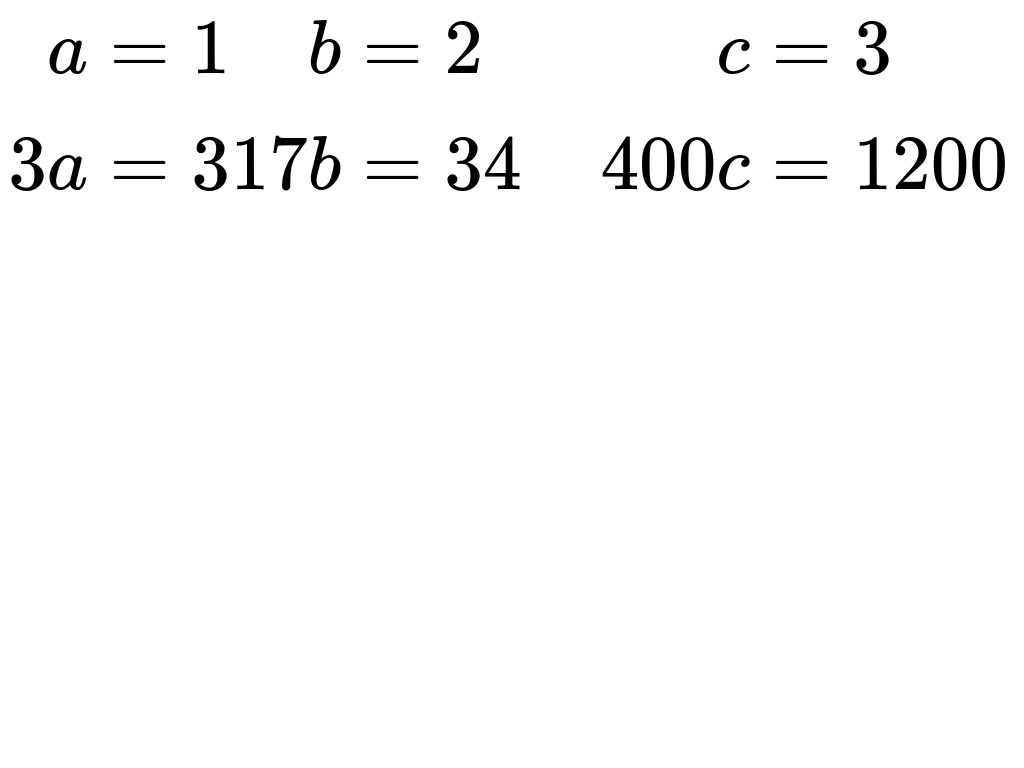 a = 1 b = 2 c = 3
3a = 317b = 34 400c = 1200